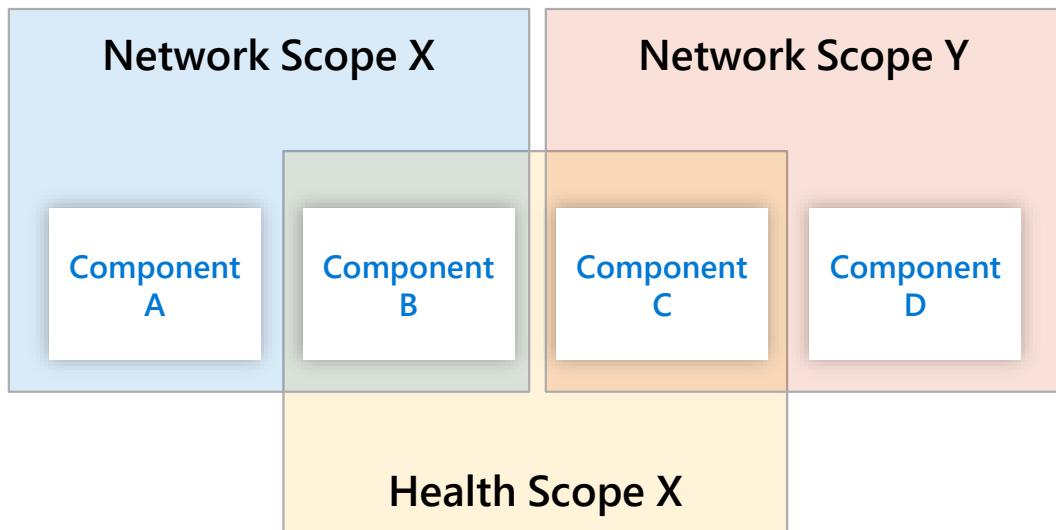 Network Scope X
Network Scope Y
Component
A
Component
B
Component
C
Component
D
Health Scope X